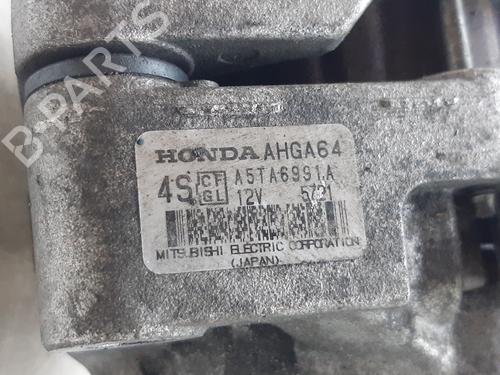 B-PARTS
HONDA AHGA64
4S CF GL A5TA6991A
12V 5721
MITSUBISHI ELECTRIC CORPORATION
(JAPAN)